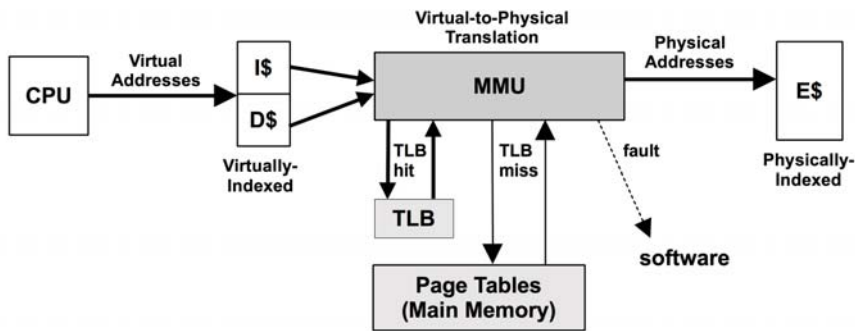 Virtual-to-Physical
Translation
Virtual
Addresses
Physical
Addresses
CPU
I$
D$
MMU
E$
Virtually-
Indexed
TLB
hit
TLB
miss
fault
Physically-
Indexed
TLB
software
Page Tables
(Main Memory)